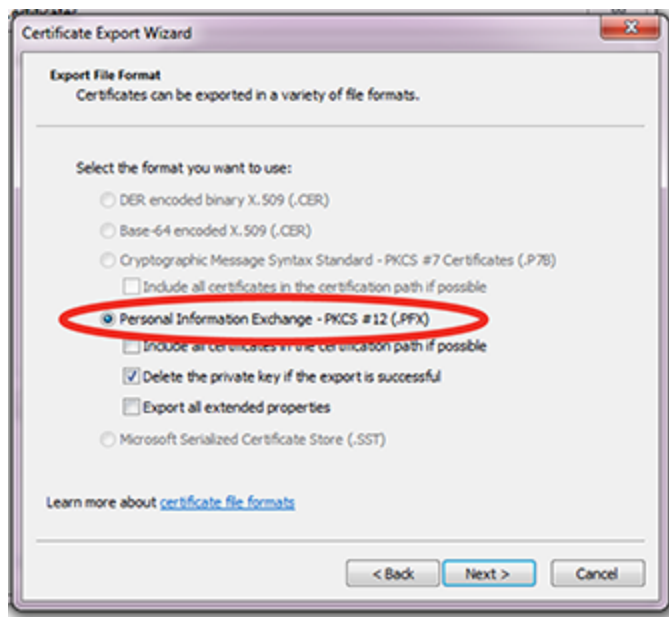 Certificate Export Wizard
Export File Format
Certificates can be exported in a variety of file formats.
Select the format you want to use:
DER encoded binary X.509 (.CER)
Base-64 encoded X.509 (.CER)
Cryptographic Message Syntax Standard - PKCS #7 Certificates (.P7B)
Include all certificates in the certification path if possible
Personal Information Exchange - PKCS #12 (.PFX)
Include all certificates in the certification path if possible
Delete the private key if the export is successful
Export all extended properties
Microsoft Serialized Certificate Store (.SST)
Learn more about certificate file formats
< Back Next > Cancel